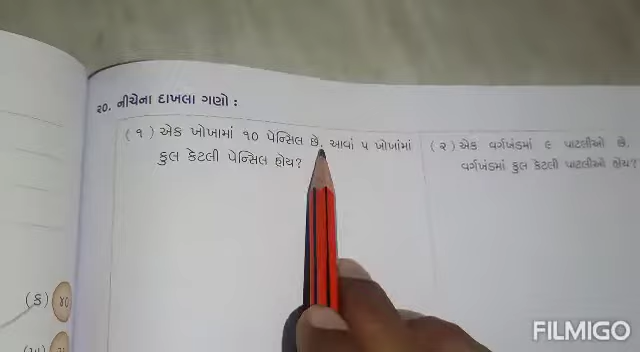 ૨૦. નીચેના દાખલા ગણો :
(૧) એક ખોખામાં ૧૦ પેન્સિલ છે. આવાં ૫ ખોખાંમાં
કુલ કેટલી પેન્સિલ હોય?
(૨) એક વર્ગખંડમાં ૯ પાટલીઓ છે.
વર્ગખંડમાં કુલ કેટલી પાટલીઓ હોય?
(ક) ૪૦
FILMIGO